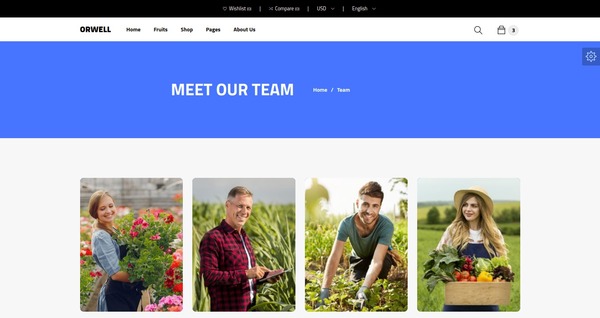 Wishlist (0) | Compare (0) | USD | English
ORWELL Home Fruits Shop Pages About Us 3
MEET OUR TEAM Home / Team